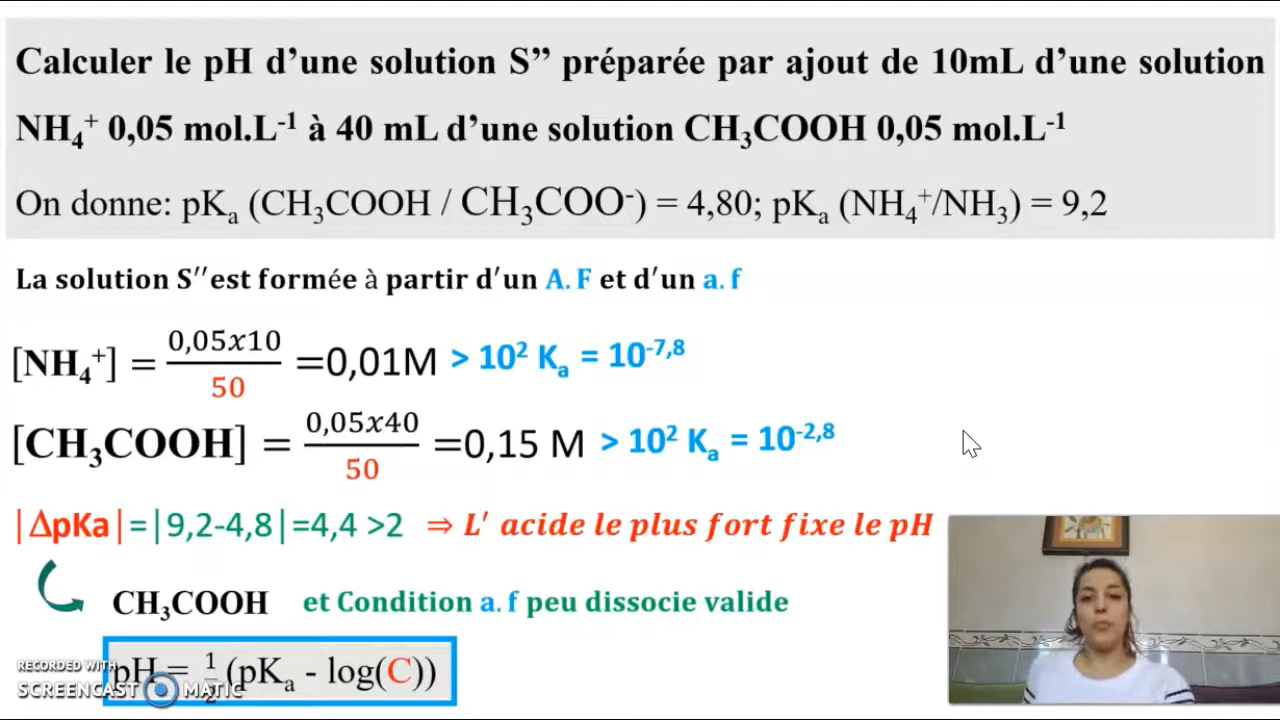 Calculer le pH d’une solution S’’ préparée par ajout de 10mL d’une solution
NH₄⁺ 0,05 mol.L⁻¹ à 40 mL d’une solution CH₃COOH 0,05 mol.L⁻¹
On donne: pKₐ (CH₃COOH / CH₃COO⁻) = 4,80; pKₐ (NH₄⁺/NH₃) = 9,2
La solution S′′est formée à partir d′un A. F et d′un a. f
[NH₄⁺] = 0,05x10 / 50 =0,01M > 10² Kₐ = 10⁻⁷,⁸
[CH₃COOH] = 0,05x40 / 50 =0,15 M > 10² Kₐ = 10⁻²,⁸
|ΔpKa|=|9,2-4,8|=4,4 >2 ⇒ L′ acide le plus fort fixe le pH
CH₃COOH et Condition a. f peu dissocie valide
pH = 1/2 (pKₐ - log(C))
RECORDED WITH
SCREENCAST MATIC